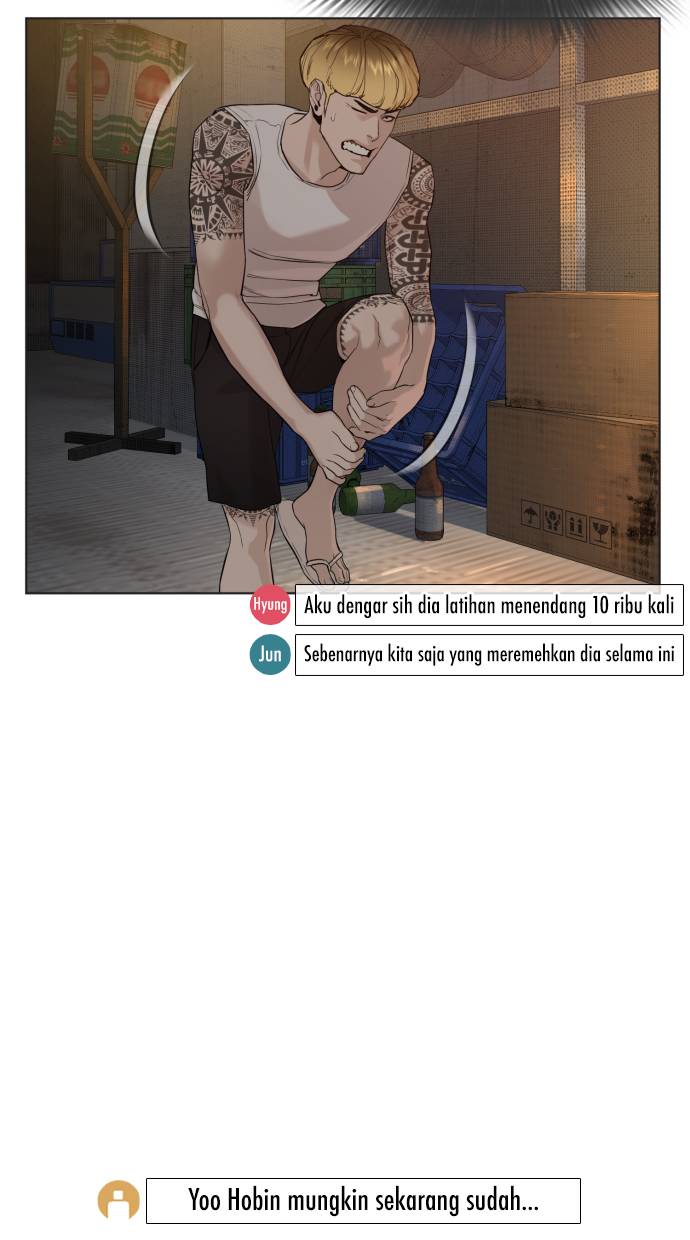 Hyung Aku dengar sih dia latihan menendang 10 ribu kali
Jun Sebenarnya kita saja yang meremehkan dia selama ini
Yoo Hobin mungkin sekarang sudah...